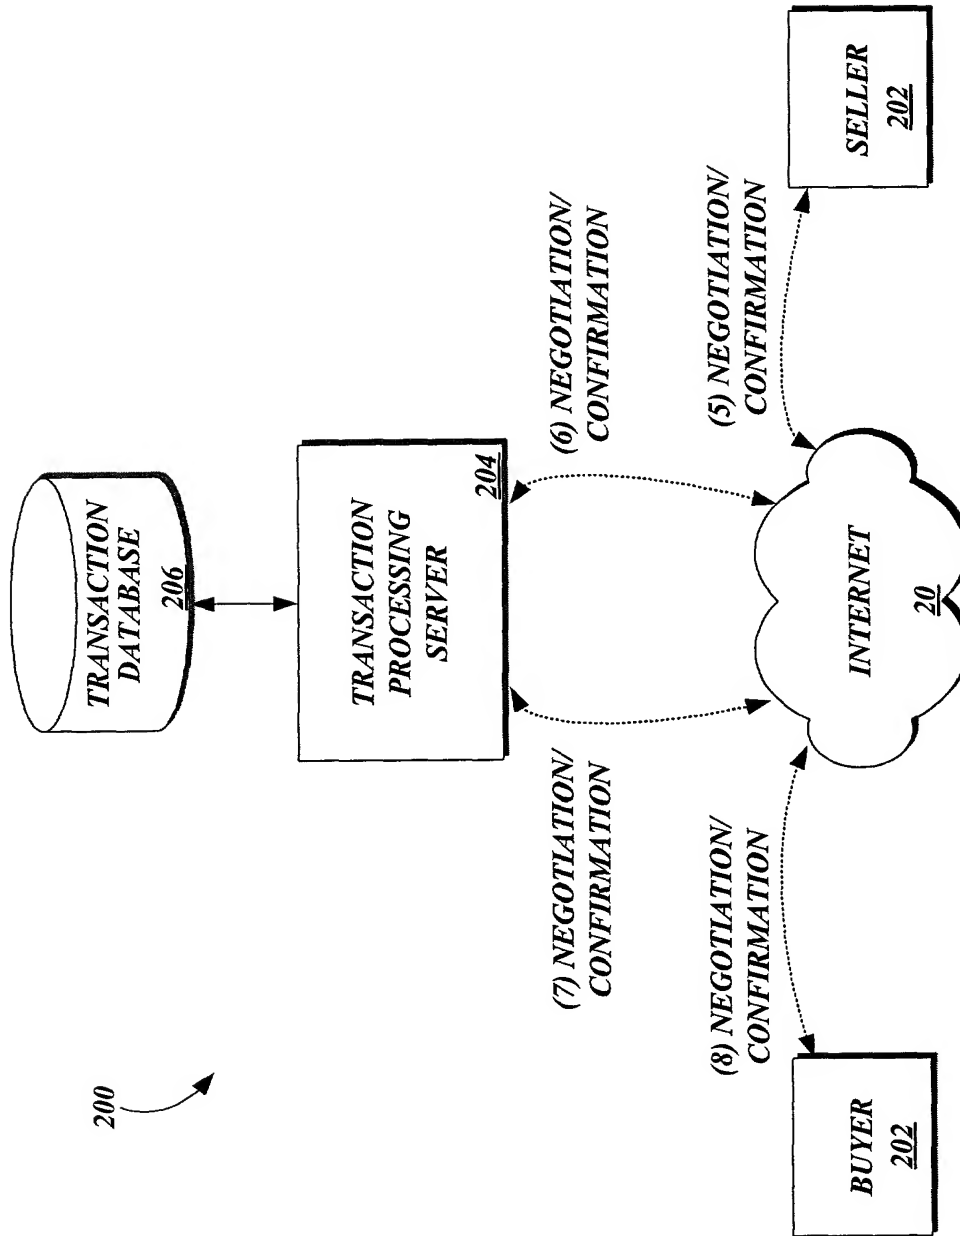 200
TRANSACTION
DATABASE
206
TRANSACTION
PROCESSING
SERVER
204
(7) NEGOTIATION/
CONFIRMATION
(6) NEGOTIATION/
CONFIRMATION
(8) NEGOTIATION/
CONFIRMATION
(5) NEGOTIATION/
CONFIRMATION
BUYER
202
INTERNET
20
SELLER
202